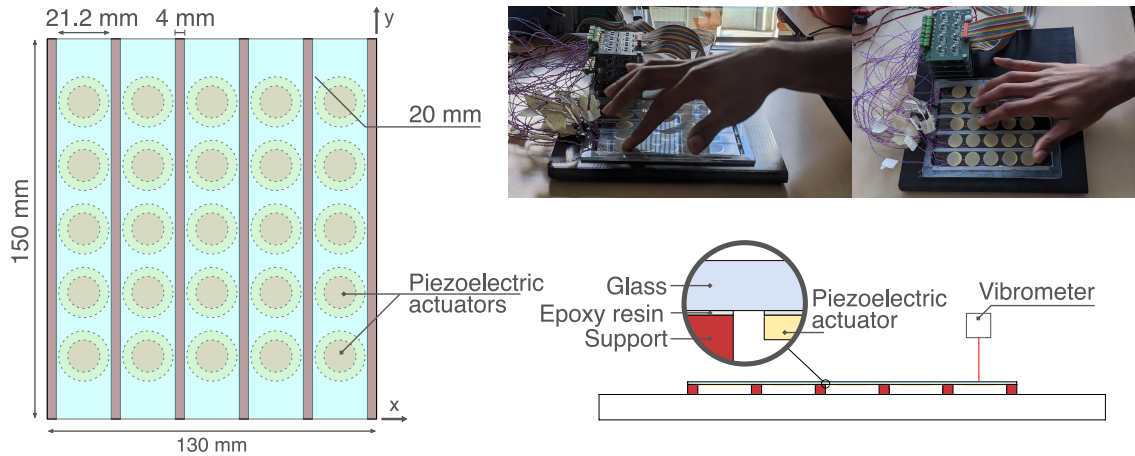 21.2 mm
4 mm
y
20 mm
150 mm
Piezoelectric
actuators
x
130 mm
Glass
Epoxy resin
Support
Piezoelectric
actuator
Vibrometer